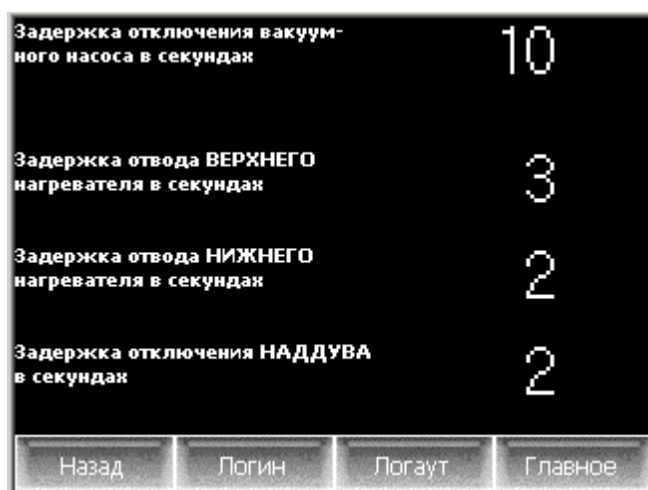 Задержка отключения вакуум-
ного насоса в секундах
10
Задержка отвода ВЕРХНЕГО
нагревателя в секундах
3
Задержка отвода НИЖНЕГО
нагревателя в секундах
2
Задержка отключения НАДДУВА
в секундах
2
Назад Логин Логаут Главное